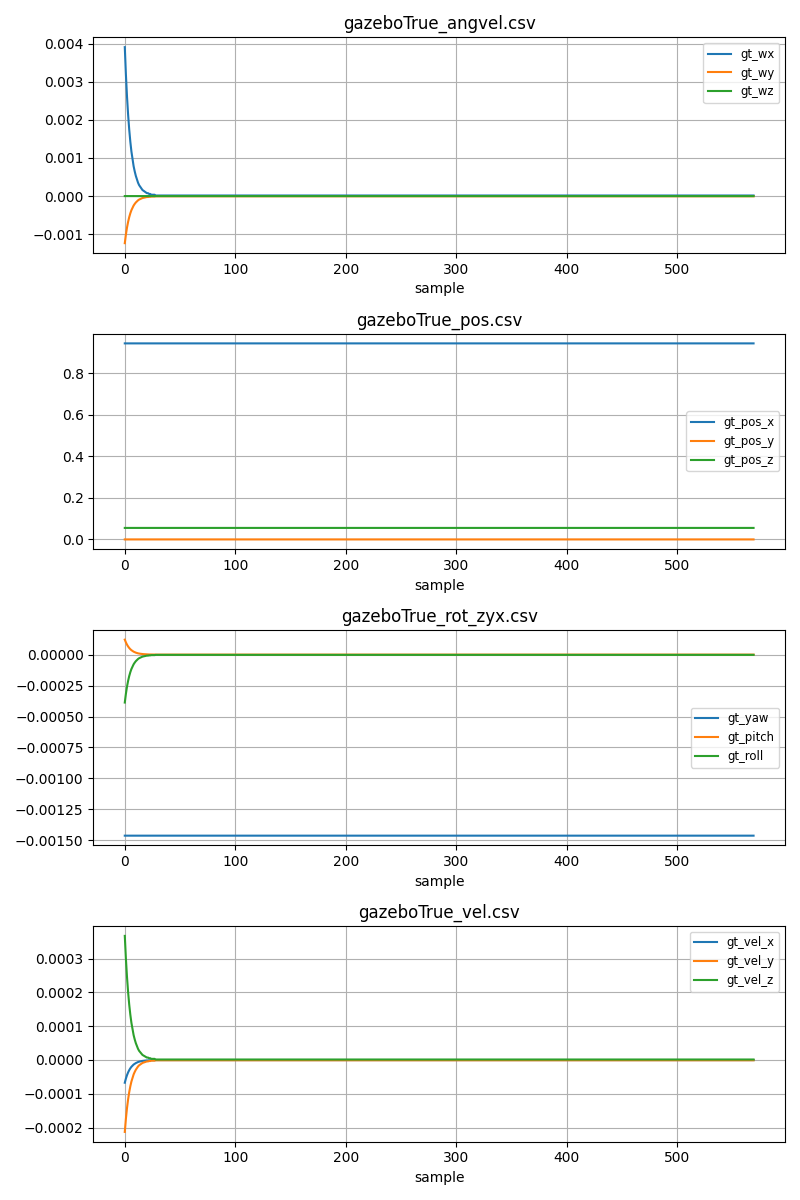 gazeboTrue_angvel.csv
0.004
0.003
0.002
0.001
0.000
−0.001
gt_wx
gt_wy
gt_wz
0 100 200 300 400 500
sample
gazeboTrue_pos.csv
0.8
0.6
0.4
0.2
0.0
gt_pos_x
gt_pos_y
gt_pos_z
0 100 200 300 400 500
sample
gazeboTrue_rot_zyx.csv
0.00000
−0.00025
−0.00050
−0.00075
−0.00100
−0.00125
−0.00150
gt_yaw
gt_pitch
gt_roll
0 100 200 300 400 500
sample
gazeboTrue_vel.csv
0.0003
0.0002
0.0001
0.0000
−0.0001
−0.0002
gt_vel_x
gt_vel_y
gt_vel_z
0 100 200 300 400 500
sample